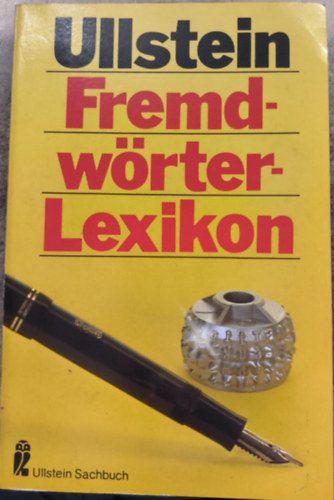 Ullstein
Fremd-
wörter-
Lexikon
Ullstein Sachbuch